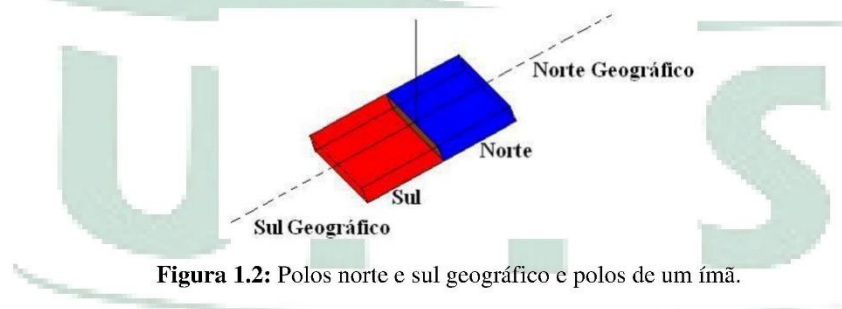 Norte Geográfico
Norte
Sul
Sul Geográfico
Figura 1.2: Polos norte e sul geográfico e polos de um ímã.